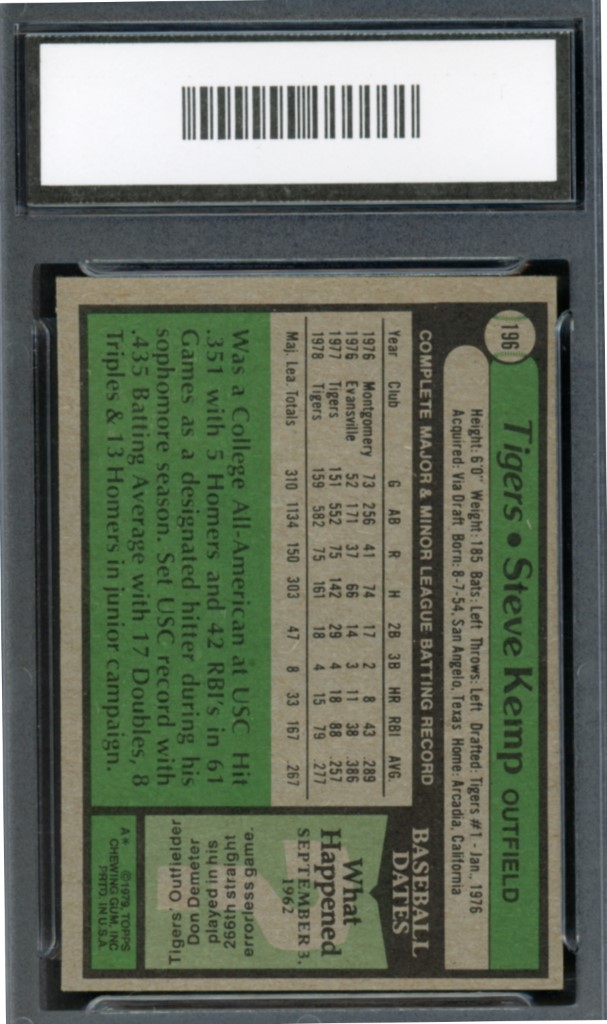 196
Tigers • Steve Kemp OUTFIELD
Height: 6'0" Weight: 185 Bats: Left Throws: Left Drafted: Tigers #1 - Jan., 1976
Acquired: Via Draft Born: 8-7-54, San Angelo, Texas Home: Arcadia, California
COMPLETE MAJOR & MINOR LEAGUE BATTING RECORD
Year Club G AB R H 2B 3B HR RBI AVG.
1976 Montgomery 73 256 41 74 17 2 8 43 .289
1976 Evansville 52 171 37 66 14 3 11 38 .386
1977 Tigers 151 552 75 142 29 4 18 88 .257
1978 Tigers 159 582 75 161 18 4 15 79 .277
Maj. Lea. Totals 310 1134 150 303 47 8 33 167 .267
Was a College All-American at USC. Hit
.351 with 5 Homers and 42 RBI's in 61
Games as a designated hitter during his
sophomore season. Set USC record with
.435 Batting Average with 17 Doubles, 8
Triples & 13 Homers in junior campaign.
BASEBALL
DATES
What
Happened
SEPTEMBER 3,
1962
Tigers Outfielder
Don Demeter
played in his
266th straight
errorless game.
A* ©1979, TOPPS
CHEWING GUM, INC
PRTD. IN U.S.A.